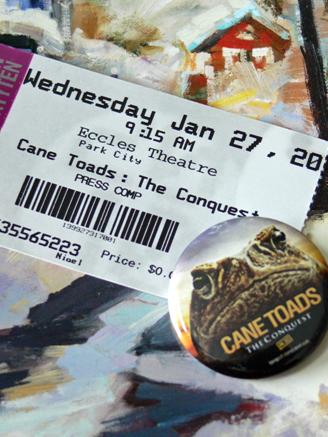 ITTEN
Wednesday Jan 27, 20
9:15 AM
Eccles Theatre
Park City
Cane Toads: The Conquest
PRESS COMP
35565223
Price: $0.0
CANE TOADS
THE CONQUEST